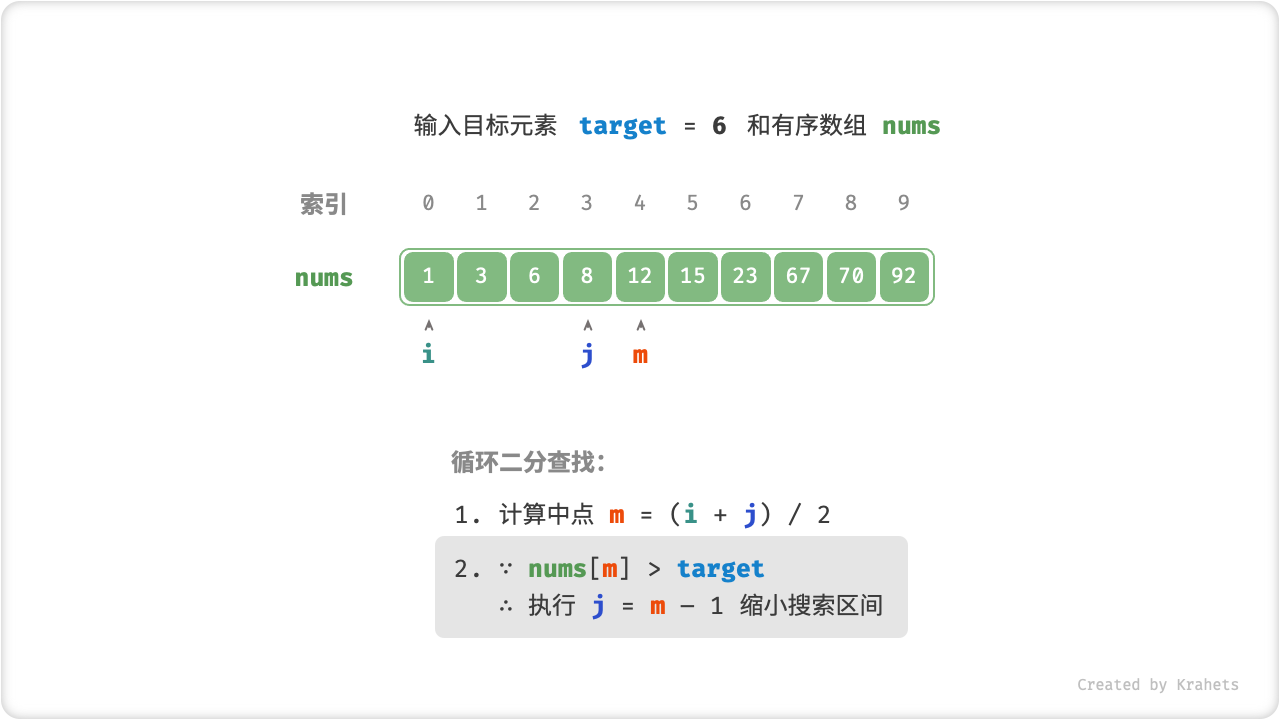 输入目标元素 target = 6 和有序数组 nums
索引 0 1 2 3 4 5 6 7 8 9
nums 1 3 6 8 12 15 23 67 70 92
i j m
循环二分查找：
1. 计算中点 m = (i + j) / 2
2. ∵ nums[m] > target
∴ 执行 j = m − 1 缩小搜索区间
Created by Krahets